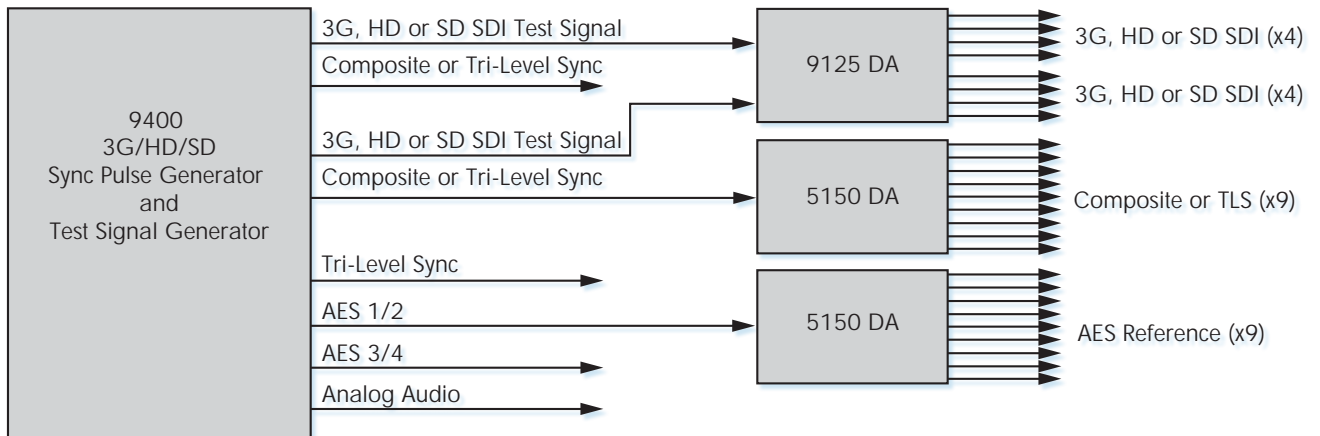 9400
3G/HD/SD
Sync Pulse Generator
and
Test Signal Generator
3G, HD or SD SDI Test Signal
Composite or Tri-Level Sync
3G, HD or SD SDI Test Signal
Composite or Tri-Level Sync
Tri-Level Sync
AES 1/2
AES 3/4
Analog Audio
9125 DA
5150 DA
5150 DA
3G, HD or SD SDI (x4)
3G, HD or SD SDI (x4)
Composite or TLS (x9)
AES Reference (x9)